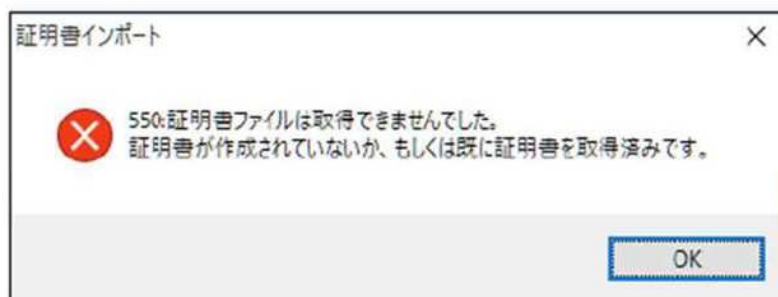 証明書インポート
550:証明書ファイルは取得できませんでした。
証明書が作成されていないか、もしくは既に証明書を取得済みです。
OK